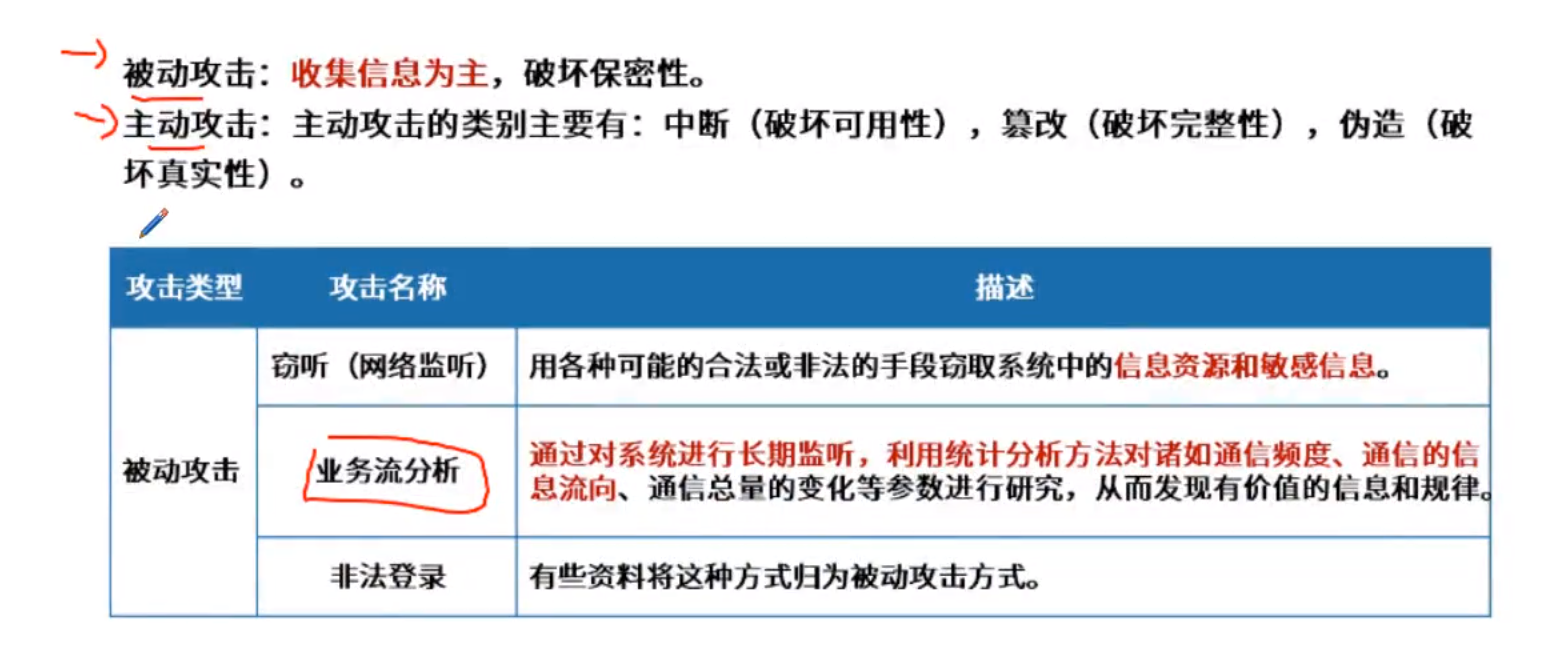 被动攻击：收集信息为主，破坏保密性。
主动攻击：主动攻击的类别主要有：中断（破坏可用性），篡改（破坏完整性），伪造（破
坏真实性）。
攻击类型 攻击名称 描述
窃听（网络监听） 用各种可能的合法或非法的手段窃取系统中的信息资源和敏感信息。
被动攻击 业务流分析 通过对系统进行长期监听，利用统计分析方法对诸如通信频度、通信的信
息流向、通信总量的变化等参数进行研究，从而发现有价值的信息和规律。
非法登录 有些资料将这种方式归为被动攻击方式。